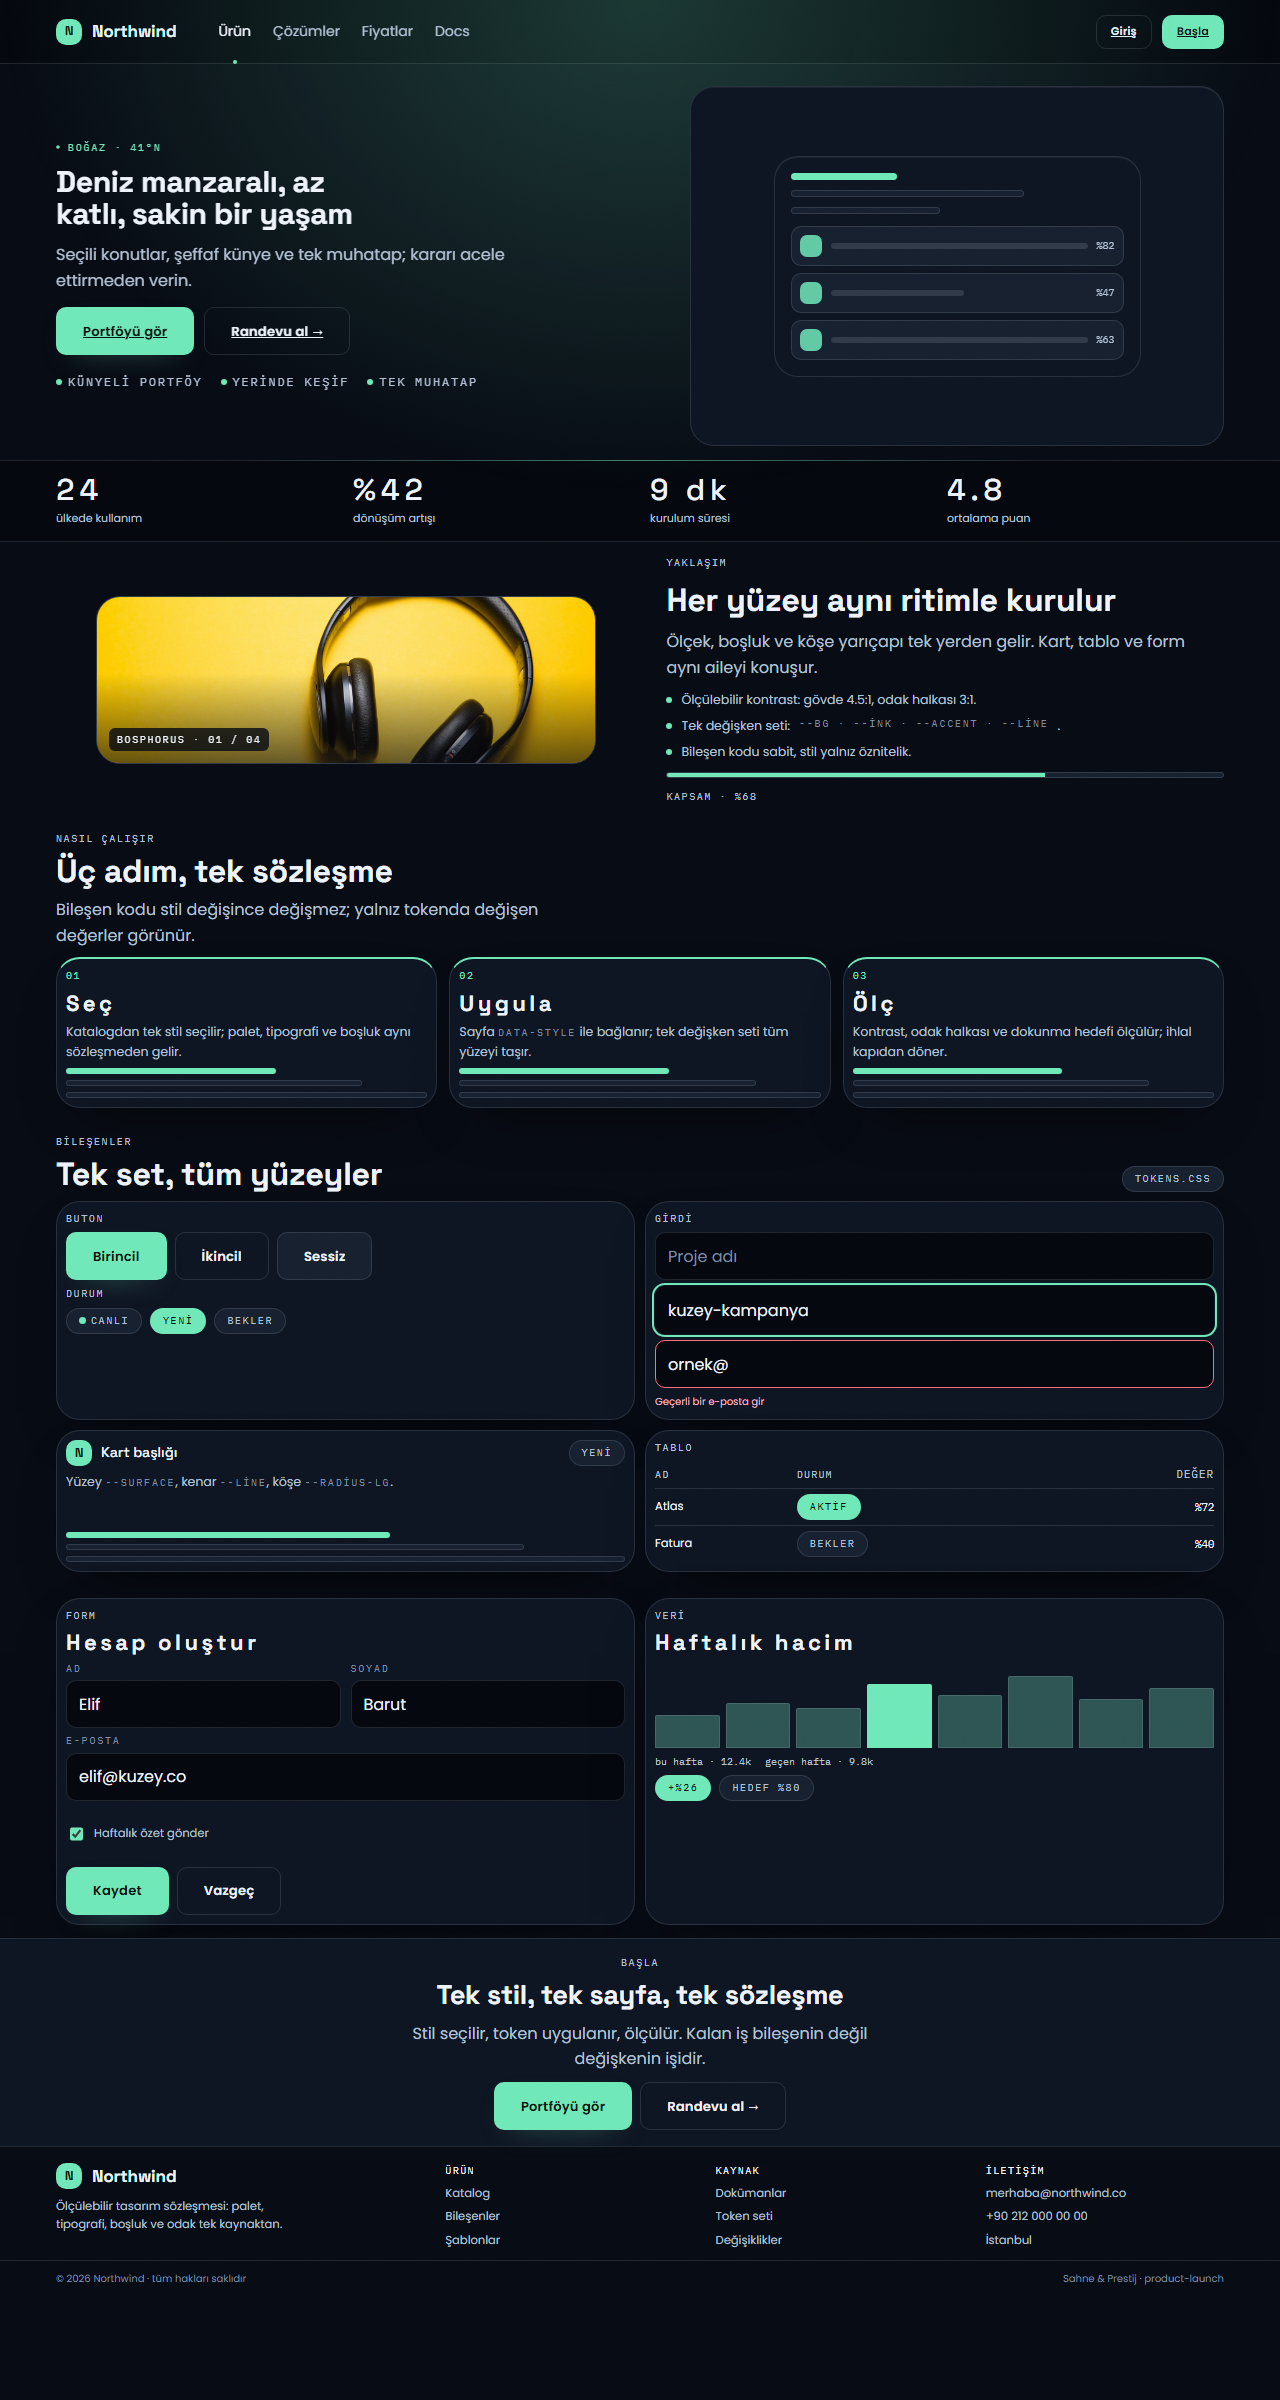 N Northwind Ürün Çözümler Fiyatlar Docs Giriş Başla
BOĞAZ · 41°N
Deniz manzaralı, az
katlı, sakin bir yaşam
Seçili konutlar, şeffaf künye ve tek muhatap; kararı acele
ettirmeden verin.
Portföyü gör Randevu al →
KÜNYELİ PORTFÖY YERİNDE KEŞİF TEK MUHATAP
%82
%47
%63
24 %42 9 dk 4.8
ülkede kullanım dönüşüm artışı kurulum süresi ortalama puan
BOSPHORUS · 01 / 04
YAKLAŞIM
Her yüzey aynı ritimle kurulur
Ölçek, boşluk ve köşe yarıçapı tek yerden gelir. Kart, tablo ve form
aynı aileyi konuşur.
Ölçülebilir kontrast: gövde 4.5:1, odak halkası 3:1.
Tek değişken seti: --BG · --İNK · --ACCENT · --LİNE .
Bileşen kodu sabit, stil yalnız öznitelik.
KAPSAM · %68
NASIL ÇALIŞIR
Üç adım, tek sözleşme
Bileşen kodu stil değişince değişmez; yalnız tokenda değişen
değerler görünür.
01
Seç
Katalogdan tek stil seçilir; palet, tipografi ve boşluk aynı
sözleşmeden gelir.
02
Uygula
Sayfa DATA-STYLE ile bağlanır; tek değişken seti tüm
yüzeyi taşır.
03
Ölç
Kontrast, odak halkası ve dokunma hedefi ölçülür; ihlal
kapıdan döner.
BİLEŞENLER
Tek set, tüm yüzeyler
TOKENS.CSS
BUTON
Birincil İkincil Sessiz
DURUM
CANLI YENİ BEKLER
GİRDİ
Proje adı
kuzey-kampanya
ornek@
Geçerli bir e-posta gir
N Kart başlığı YENİ
Yüzey --SURFACE, kenar --LİNE, köşe --RADİUS-LG.
TABLO
AD DURUM DEĞER
Atlas AKTİF %72
Fatura BEKLER %40
FORM
Hesap oluştur
AD SOYAD
Elif Barut
E-POSTA
elif@kuzey.co
Haftalık özet gönder
Kaydet Vazgeç
VERİ
Haftalık hacim
bu hafta · 12.4k geçen hafta · 9.8k
+%26 HEDEF %80
BAŞLA
Tek stil, tek sayfa, tek sözleşme
Stil seçilir, token uygulanır, ölçülür. Kalan iş bileşenin değil
değişkenin işidir.
Portföyü gör Randevu al →
N Northwind
Ölçülebilir tasarım sözleşmesi: palet,
tipografi, boşluk ve odak tek kaynaktan.
ÜRÜN
Katalog
Bileşenler
Şablonlar
KAYNAK
Dokümanlar
Token seti
Değişiklikler
İLETİŞİM
merhaba@northwind.co
+90 212 000 00 00
İstanbul
© 2026 Northwind · tüm hakları saklıdır
Sahne & Prestij · product-launch